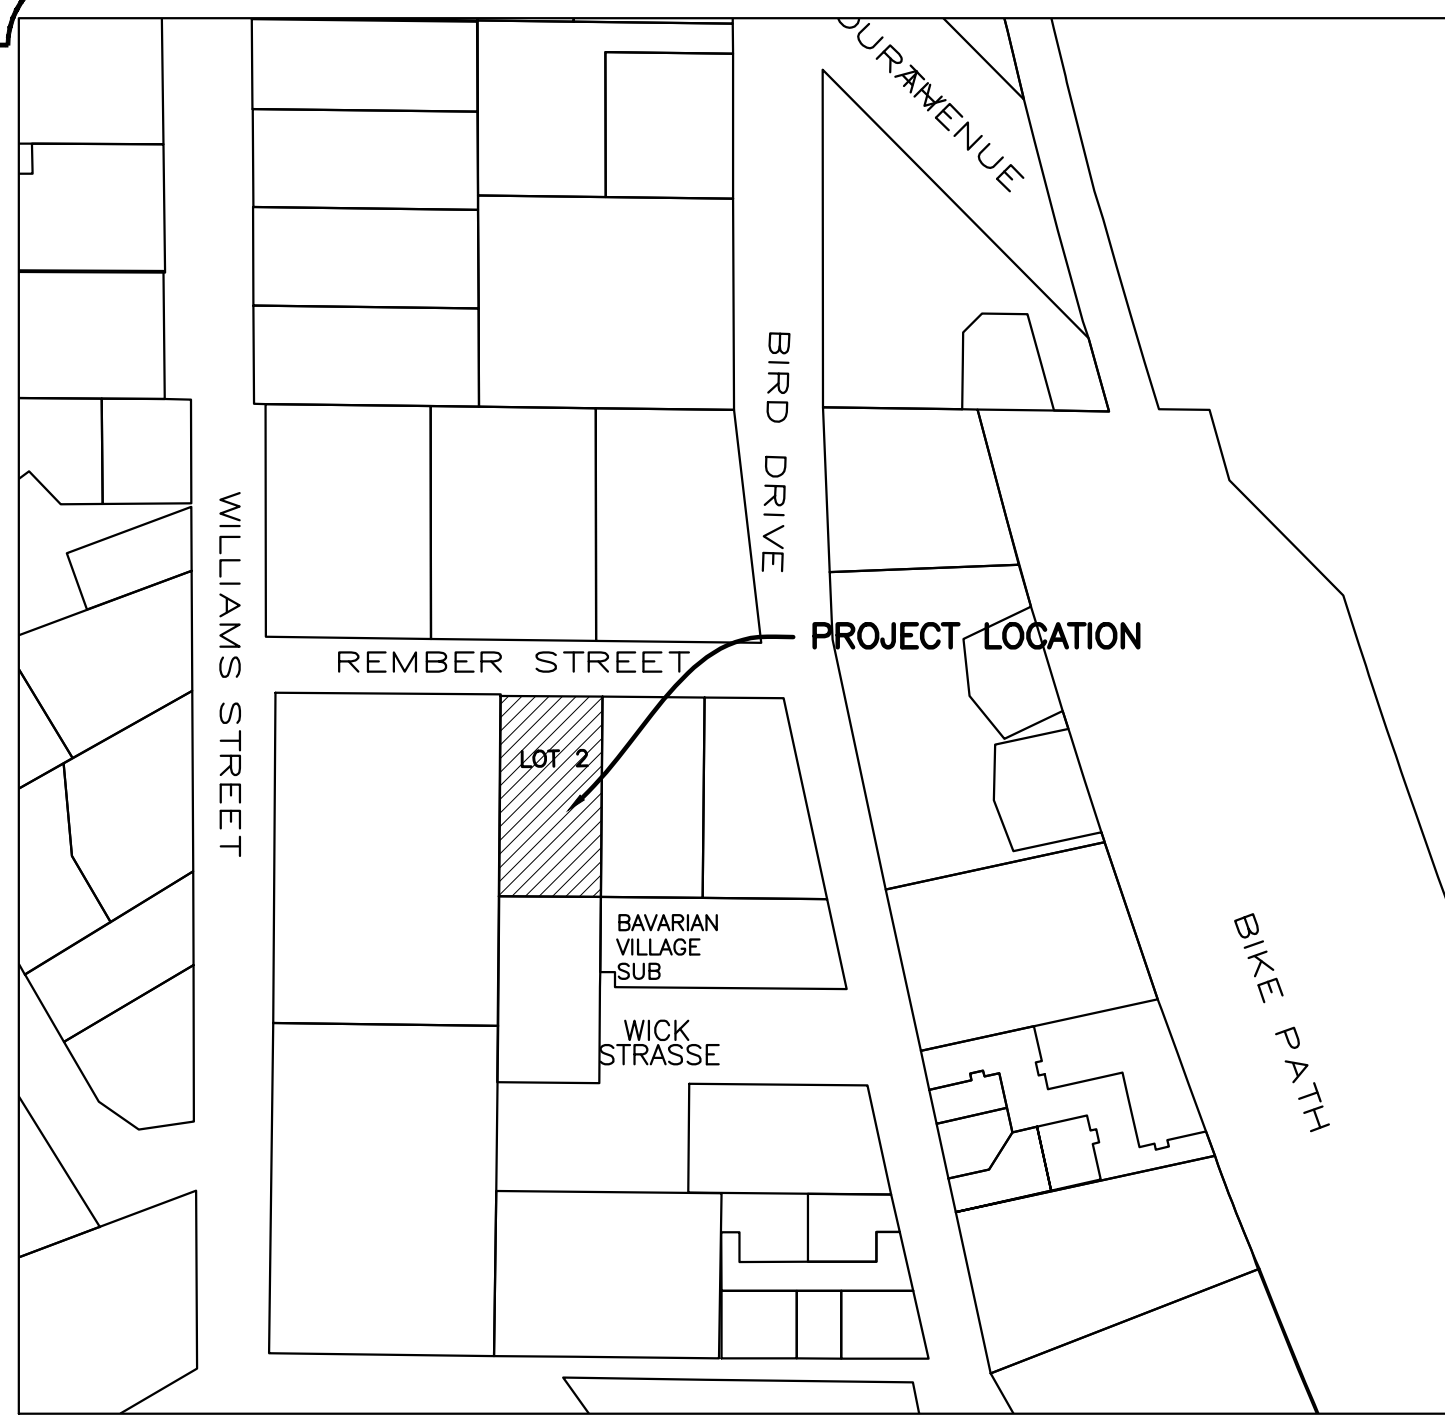 AVENUE
BIRD DRIVE
WILLIAMS STREET
PROJECT LOCATION
REMBER STREET
LOT 2
BAVARIAN
VILLAGE
SUB
WICK
STRASSE
BIKE PATH